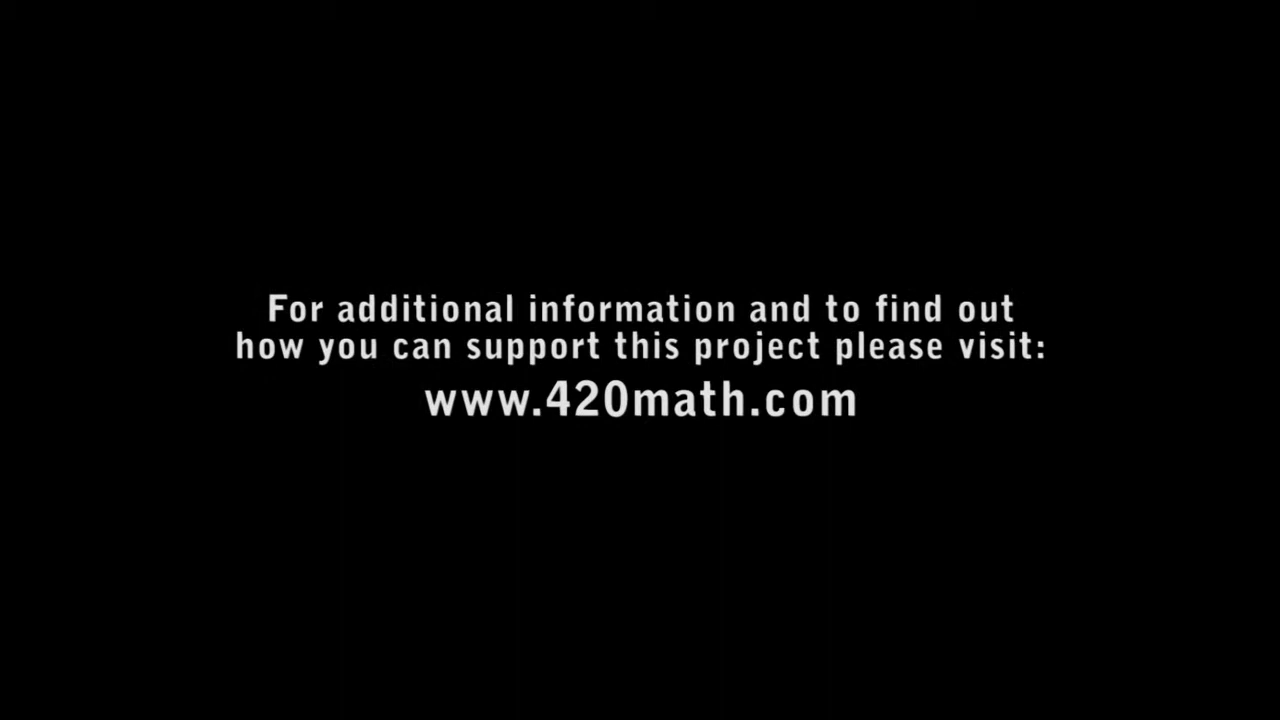 For additional information and to find out
how you can support this project please visit:
www.420math.com